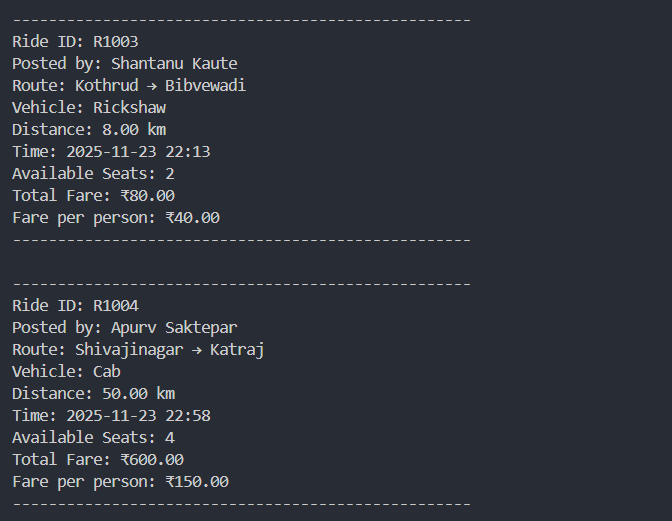 ---------------------------------------------------
Ride ID: R1003
Posted by: Shantanu Kaute
Route: Kothrud → Bibvewadi
Vehicle: Rickshaw
Distance: 8.00 km
Time: 2025-11-23 22:13
Available Seats: 2
Total Fare: ₹80.00
Fare per person: ₹40.00
---------------------------------------------------
---------------------------------------------------
Ride ID: R1004
Posted by: Apurv Saktepar
Route: Shivajinagar → Katraj
Vehicle: Cab
Distance: 50.00 km
Time: 2025-11-23 22:58
Available Seats: 4
Total Fare: ₹600.00
Fare per person: ₹150.00
---------------------------------------------------